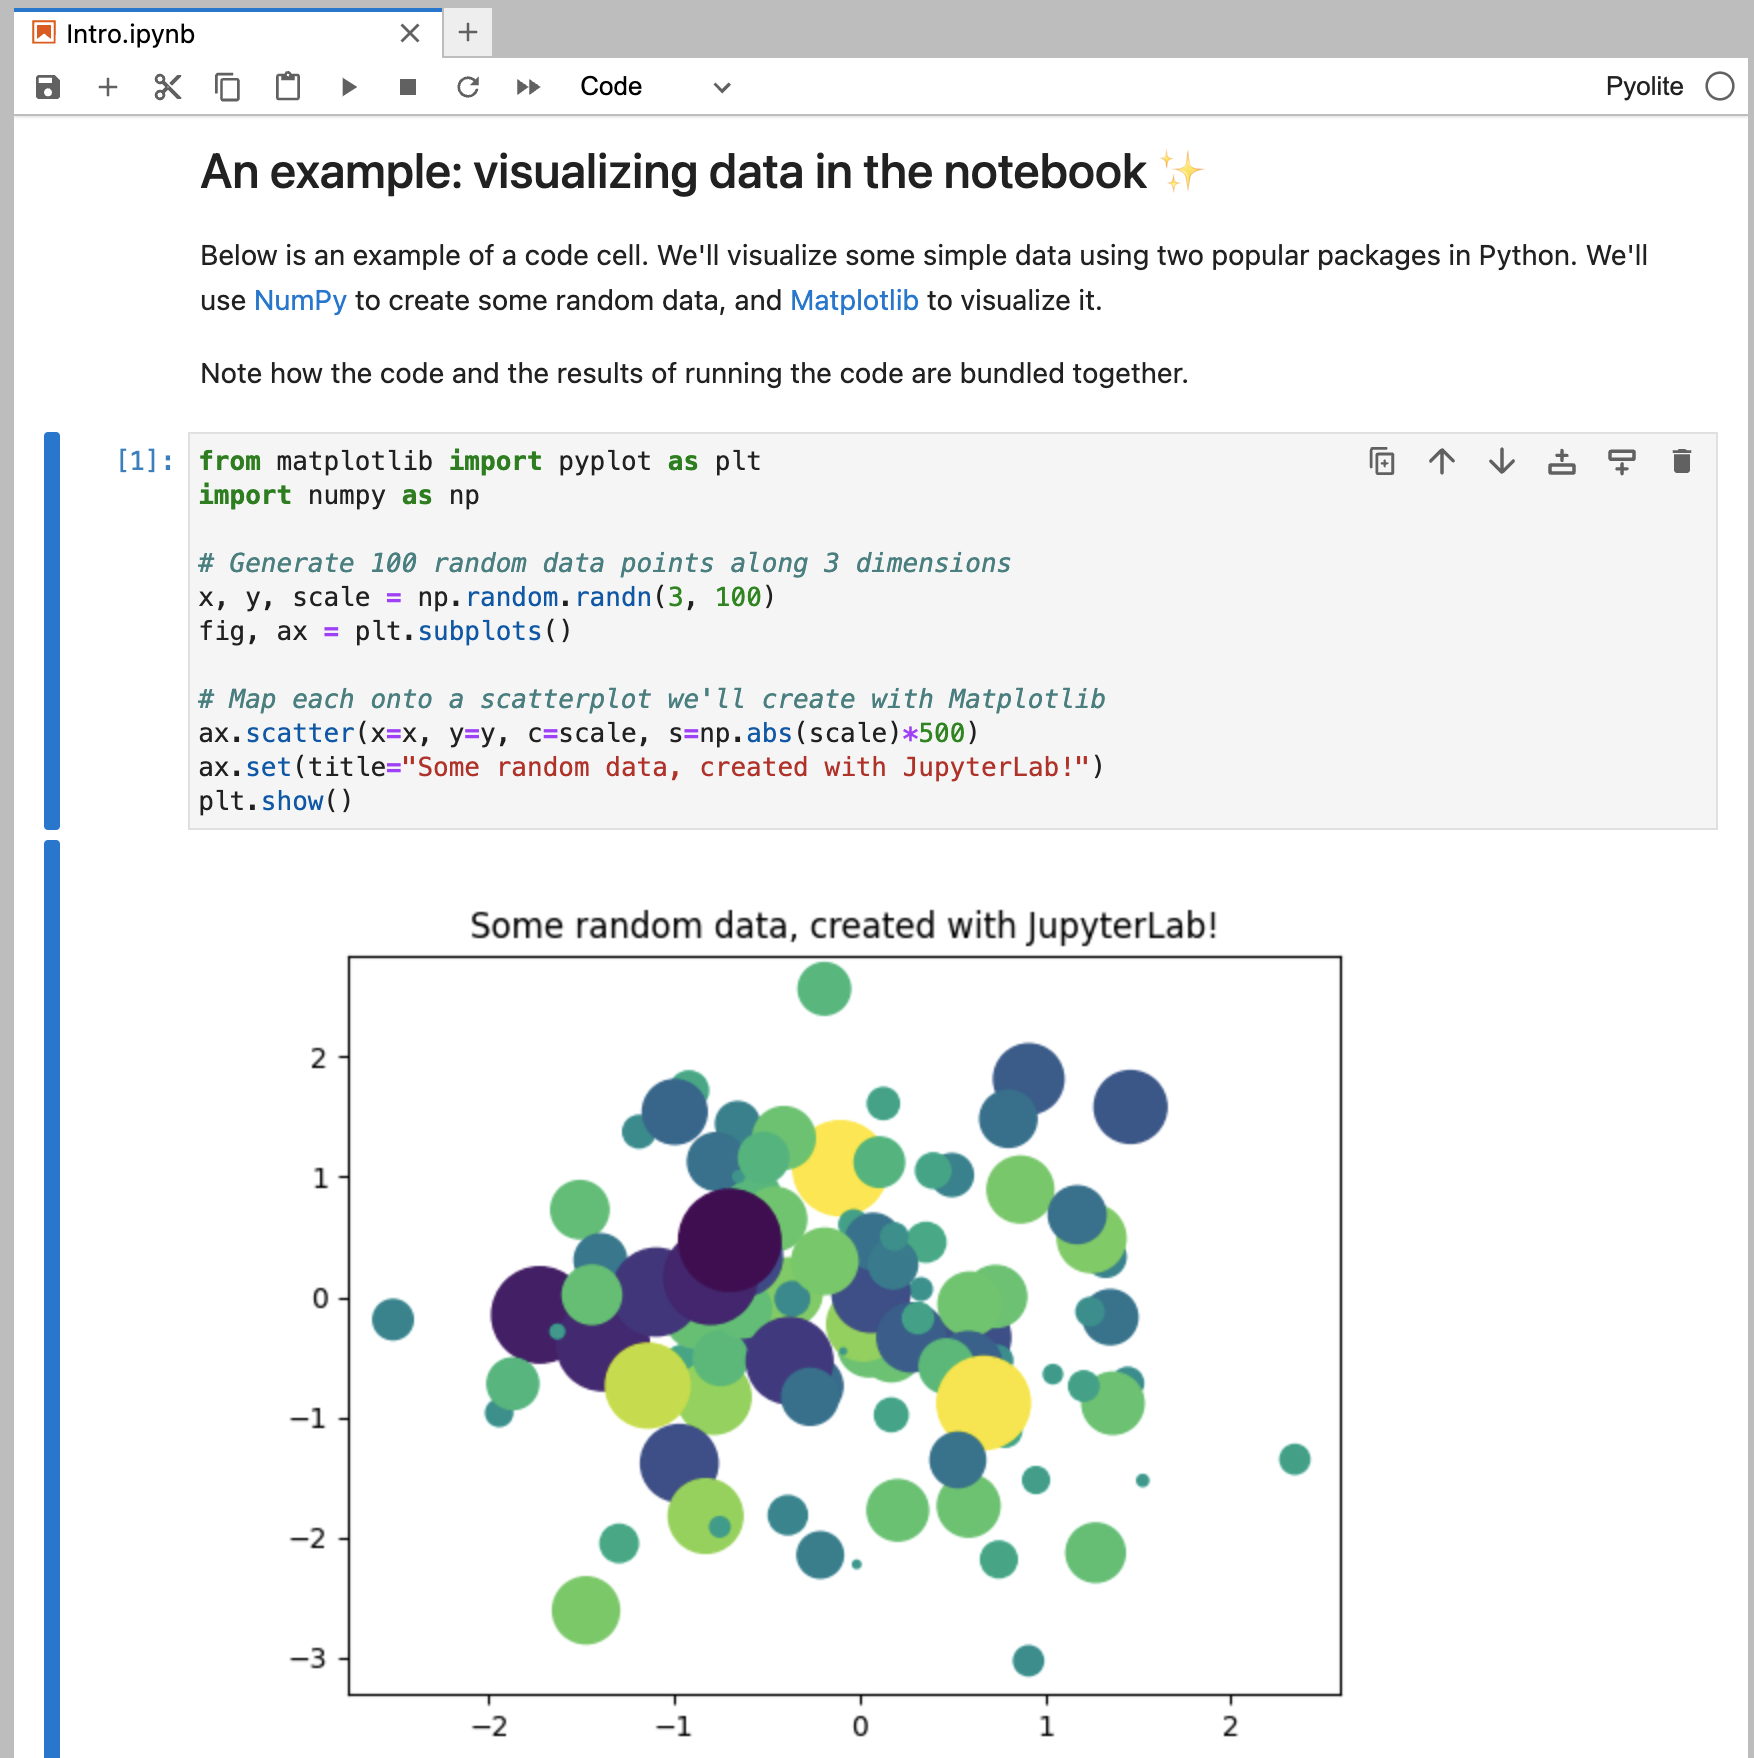 Intro.ipynb
Code
Pyolite
An example: visualizing data in the notebook ✨
Below is an example of a code cell. We'll visualize some simple data using two popular packages in Python. We'll
use NumPy to create some random data, and Matplotlib to visualize it.
Note how the code and the results of running the code are bundled together.
[1]:
from matplotlib import pyplot as plt
import numpy as np
# Generate 100 random data points along 3 dimensions
x, y, scale = np.random.randn(3, 100)
fig, ax = plt.subplots()
# Map each onto a scatterplot we'll create with Matplotlib
ax.scatter(x=x, y=y, c=scale, s=np.abs(scale)*500)
ax.set(title="Some random data, created with JupyterLab!")
plt.show()
Some random data, created with JupyterLab!
2
1
0
−1
−2
−3
−2 −1 0 1 2